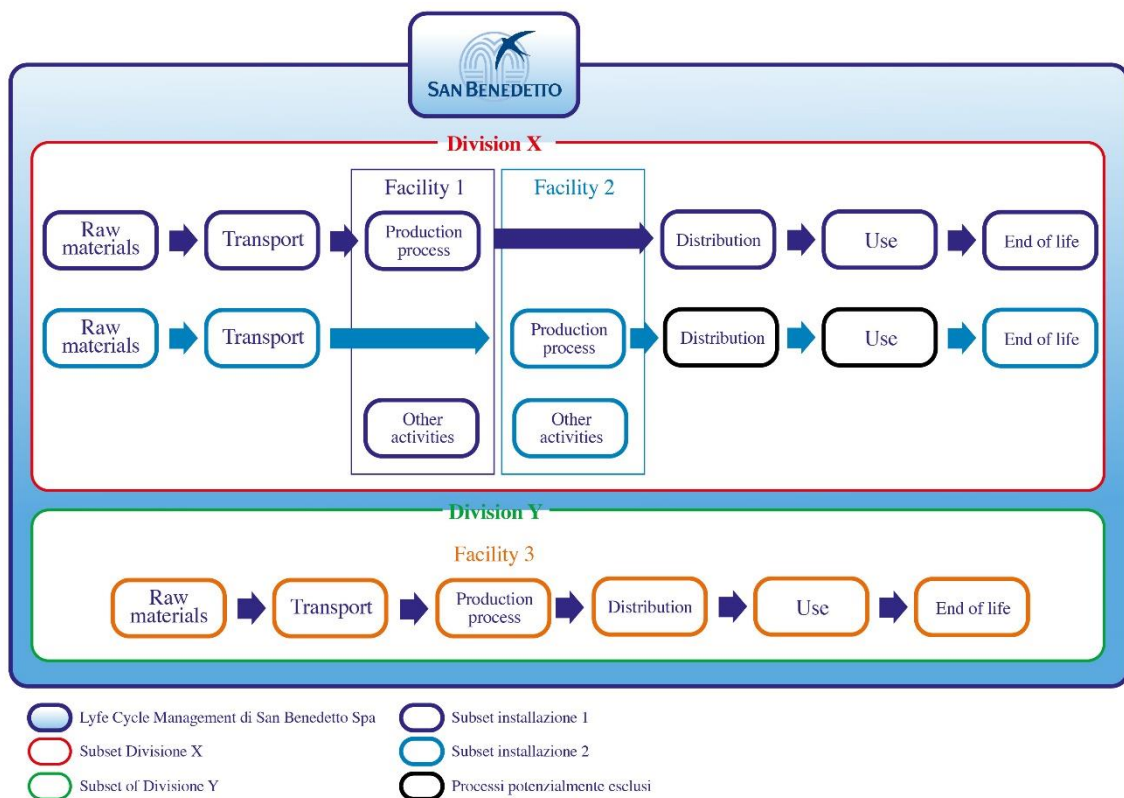 SAN BENEDETTO
Division X
Facility 1
Facility 2
Raw
materials
Transport
Production
process
Distribution
Use
End of life
Raw
materials
Transport
Production
process
Distribution
Use
End of life
Other
activities
Other
activities
Division Y
Facility 3
Raw
materials
Transport
Production
process
Distribution
Use
End of life
Lyfe Cycle Management di San Benedetto Spa
Subset installazione 1
Subset Divisione X
Subset installazione 2
Subset of Divisione Y
Processi potenzialmente esclusi